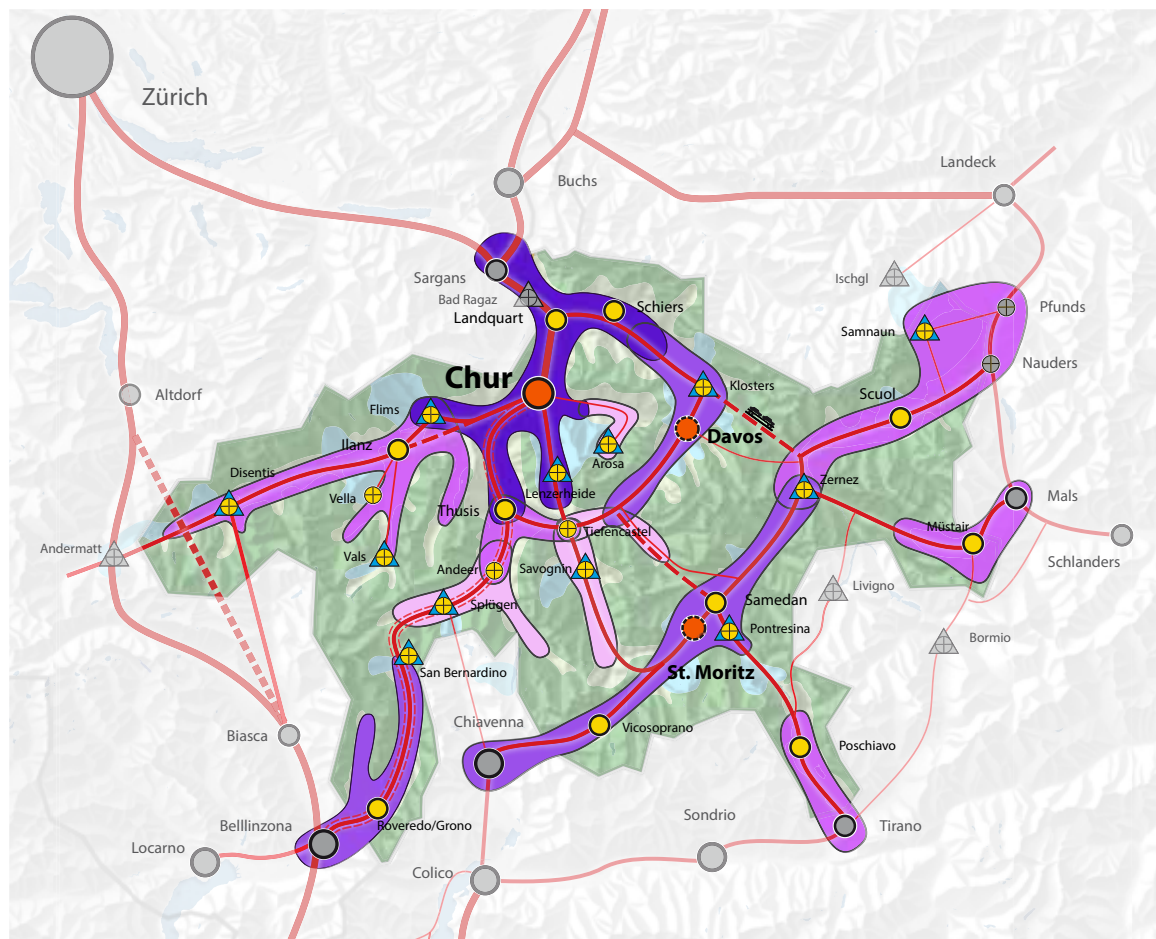 Zürich
Landeck
Buchs
Ischgl
Sargans
Bad Ragaz
Landquart
Schiers
Pfunds
Samnaun
Nauders
Chur
Klosters
Altdorf
Scuol
Flims
Ilanz
Davos
Arosa
Disentis
Lenzerheide
Zernez
Vella
Mals
Thusis
Tiefencastel
Müstair
Andermatt
Vals
Andeer
Savognin
Schlanders
Livigno
Splügen
Samedan
Pontresina
Bormio
San Bernardino
St. Moritz
Chiavenna
Vicosoprano
Biasca
Poschiavo
Belllinzona
Roveredo/Grono
Sondrio
Tirano
Locarno
Colico